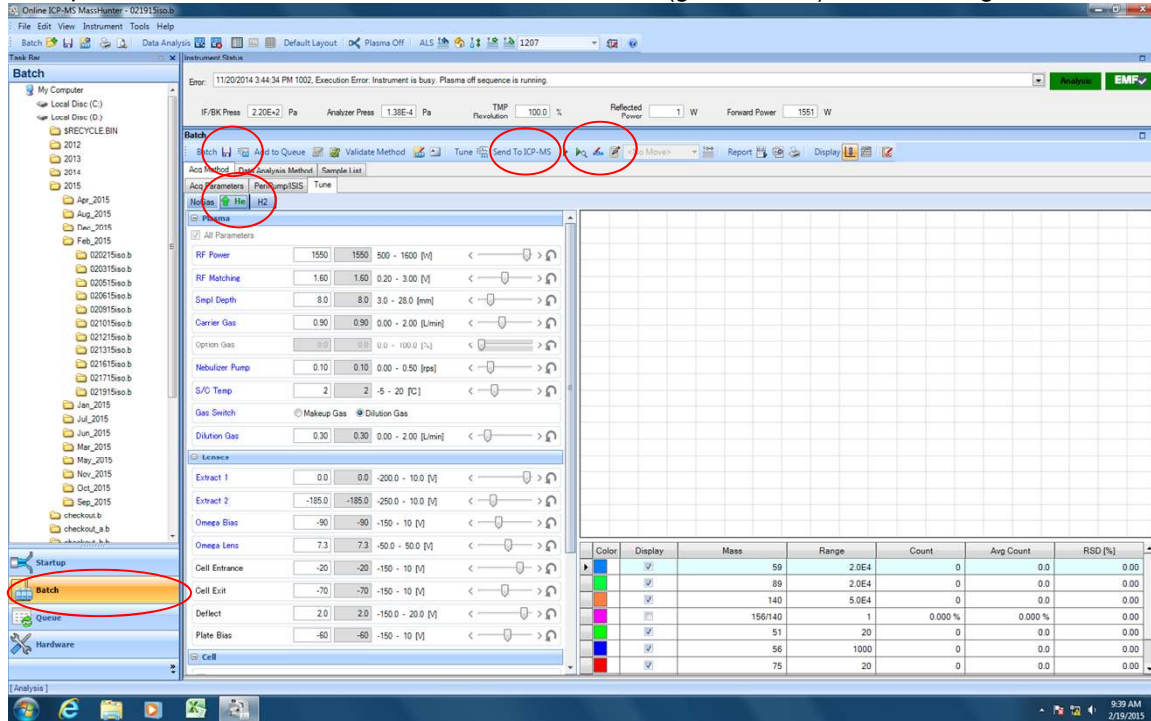 Online ICP-MS MassHunter - 021915iso.b
File Edit View Instrument Tools Help
Batch Data Analysis Default Layout Plasma Off ALS 1207
Task Bar
Instrument Status
Batch
Error: 11/20/2014 3:44:34 PM 1002, Execution Error: Instrument is busy. Plasma off sequence is running. Analysis EMF
IF/BK Press 2.20E+2 Pa Analyzer Press 1.38E-4 Pa TMP Revolution 100.0 % Reflected Power 1 W Forward Power 1551 W
Batch
Batch Add to Queue Validate Method Tune Send To ICP-MS <No Move> Report Display
Acq Method Data Analysis Method Sample List
Acq Parameters PeriPump/ISIS Tune
NoGas He H2
My Computer
Local Disc (C:)
Local Disc (D:)
$RECYCLE.BIN
2012
2013
2014
2015
Apr_2015
Aug_2015
Dec_2015
Feb_2015
020215iso.b
020315iso.b
020515iso.b
020615iso.b
020915iso.b
021015iso.b
021215iso.b
021315iso.b
021615iso.b
021715iso.b
021915iso.b
Jan_2015
Jul_2015
Jun_2015
Mar_2015
May_2015
Nov_2015
Oct_2015
Sep_2015
checkout.b
checkout_a.b
Startup
Batch
Queue
Hardware
Plasma
All Parameters
RF Power 1550 1550 500 - 1600 [W]
RF Matching 1.60 1.60 0.20 - 3.00 [V]
Smpl Depth 8.0 8.0 3.0 - 28.0 [mm]
Carrier Gas 0.90 0.90 0.00 - 2.00 [L/min]
Option Gas 0.0 0.0 0.0 - 100.0 [%]
Nebulizer Pump 0.10 0.10 0.00 - 0.50 [rps]
S/C Temp 2 2 -5 - 20 [°C]
Gas Switch Makeup Gas Dilution Gas
Dilution Gas 0.30 0.30 0.00 - 2.00 [L/min]
Lenses
Extract 1 0.0 0.0 -200.0 - 10.0 [V]
Extract 2 -185.0 -185.0 -250.0 - 10.0 [V]
Omega Bias -90 -90 -150 - 10 [V]
Omega Lens 7.3 7.3 -50.0 - 50.0 [V]
Cell Entrance -20 -20 -150 - 10 [V]
Cell Exit -70 -70 -150 - 10 [V]
Deflect 2.0 2.0 -150.0 - 20.0 [V]
Plate Bias -60 -60 -150 - 10 [V]
Cell
Color Display Mass Range Count Avg Count RSD [%]
59 2.0E4 0 0.0 0.00
89 2.0E4 0 0.0 0.00
140 5.0E4 0 0.0 0.00
156/140 1 0.000 % 0.000 % 0.00
51 20 0 0.0 0.00
56 1000 0 0.0 0.00
75 20 0 0.0 0.00
[Analysis]
9:39 AM
2/19/2015